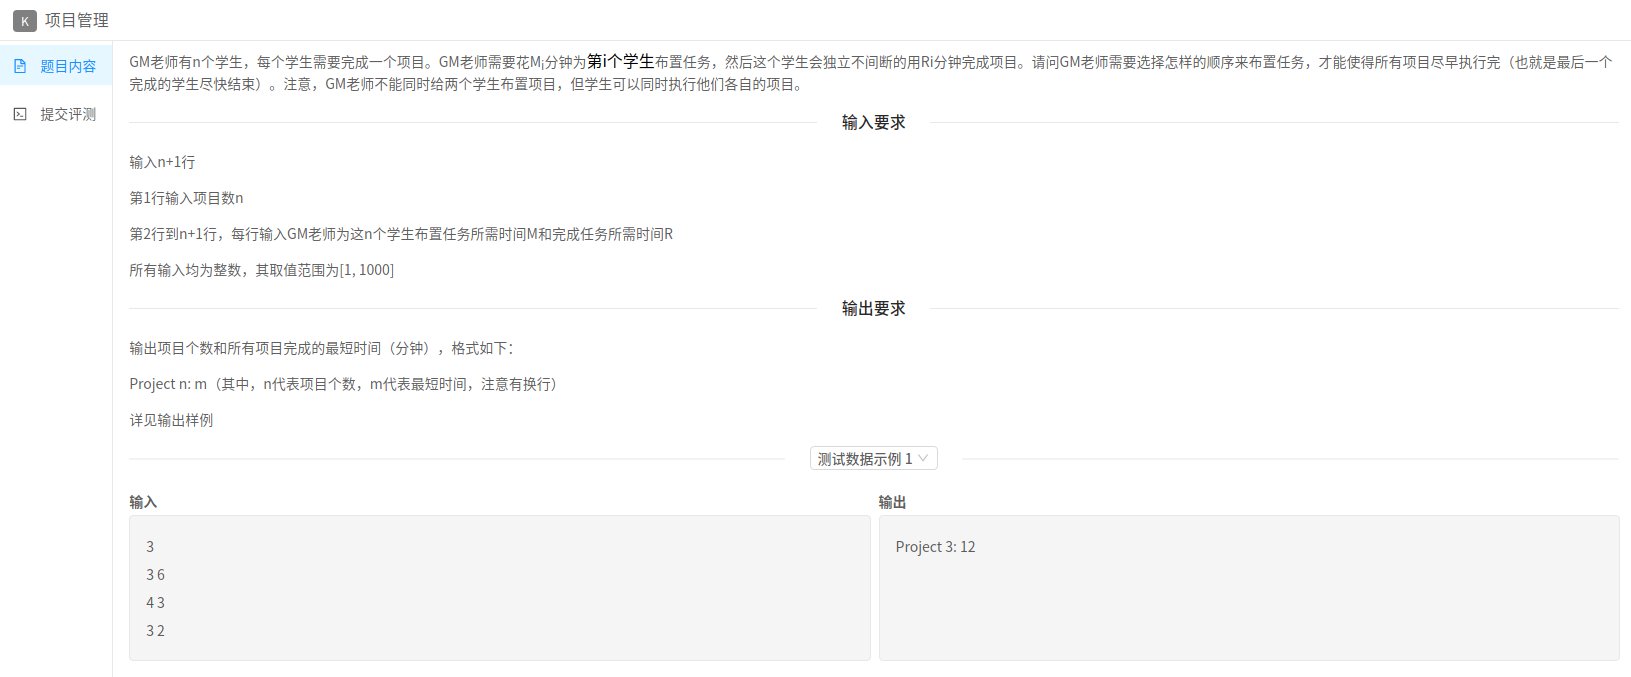 K 项目管理
题目内容
提交评测
GM老师有n个学生，每个学生需要完成一个项目。GM老师需要花Mi分钟为第i个学生布置任务，然后这个学生会独立不间断的用Ri分钟完成项目。请问GM老师需要选择怎样的顺序来布置任务，才能使得所有项目尽早执行完（也就是最后一个
完成的学生尽快结束）。注意，GM老师不能同时给两个学生布置项目，但学生可以同时执行他们各自的项目。
输入要求
输入n+1行
第1行输入项目数n
第2行到n+1行，每行输入GM老师为这n个学生布置任务所需时间M和完成任务所需时间R
所有输入均为整数，其取值范围为[1, 1000]
输出要求
输出项目个数和所有项目完成的最短时间（分钟），格式如下：
Project n: m（其中，n代表项目个数，m代表最短时间，注意有换行）
详见输出样例
测试数据示例 1
输入
3
3 6
4 3
3 2
输出
Project 3: 12